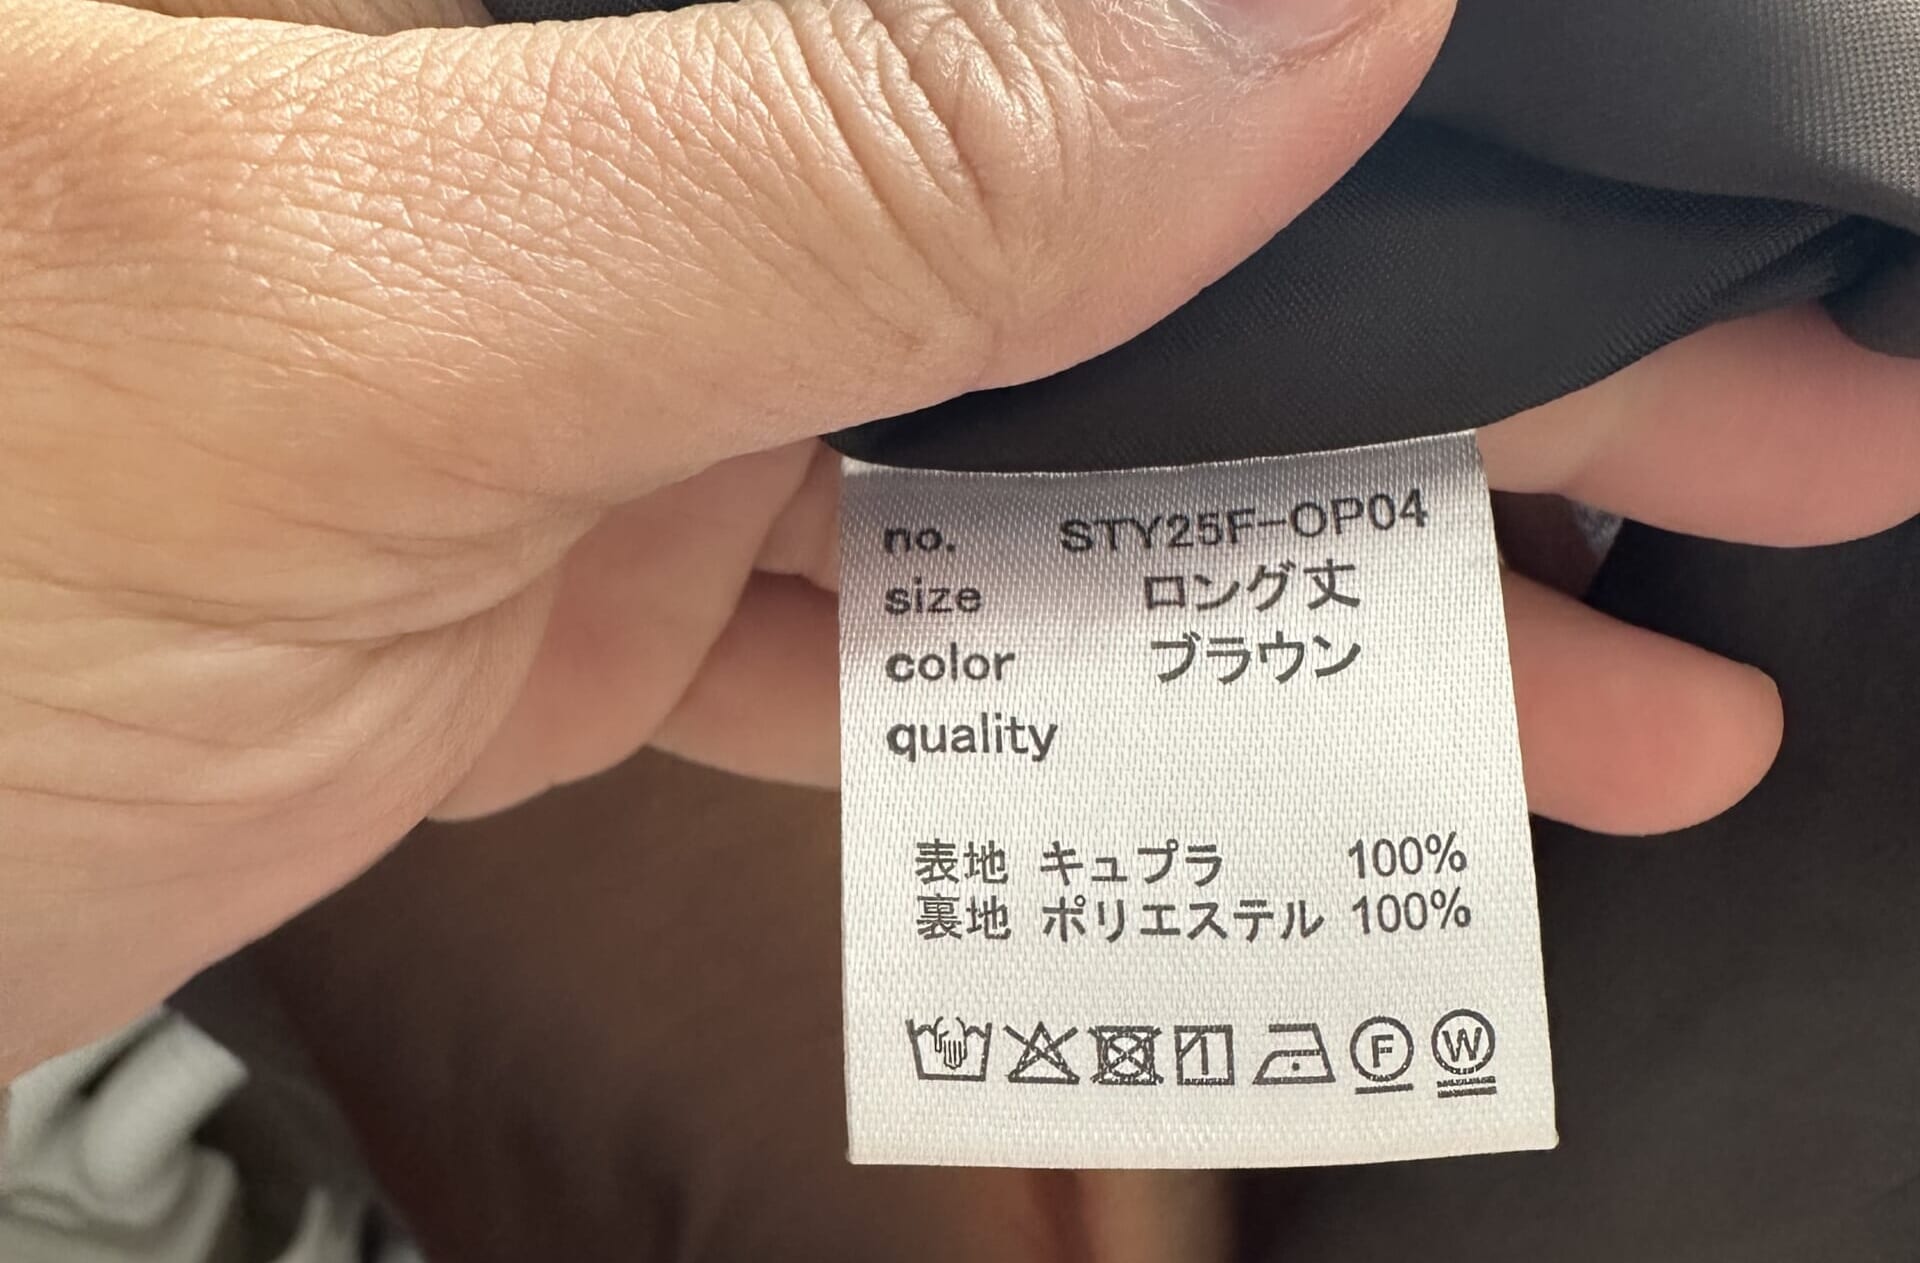 no. STY25F-OP04
size ロング丈
color ブラウン
quality
表地 キュプラ 100%
裏地 ポリエステル 100%
1 F W